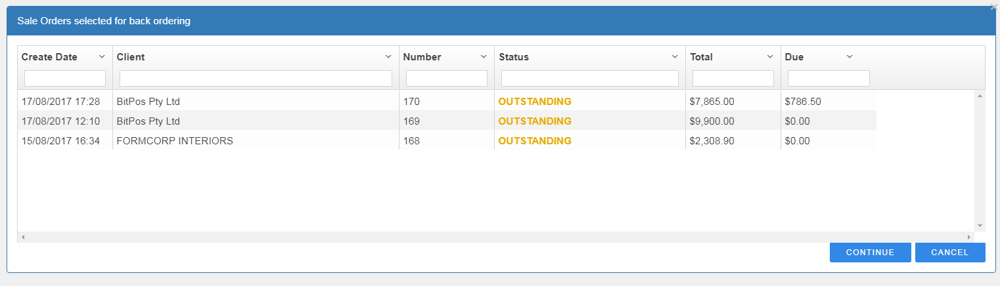 Sale Orders selected for back ordering
Create Date Client Number Status Total Due
17/08/2017 17:28 BitPos Pty Ltd 170 OUTSTANDING $7,865.00 $786.50
17/08/2017 12:10 BitPos Pty Ltd 169 OUTSTANDING $9,900.00 $0.00
15/08/2017 16:34 FORMCORP INTERIORS 168 OUTSTANDING $2,308.90 $0.00
CONTINUE CANCEL